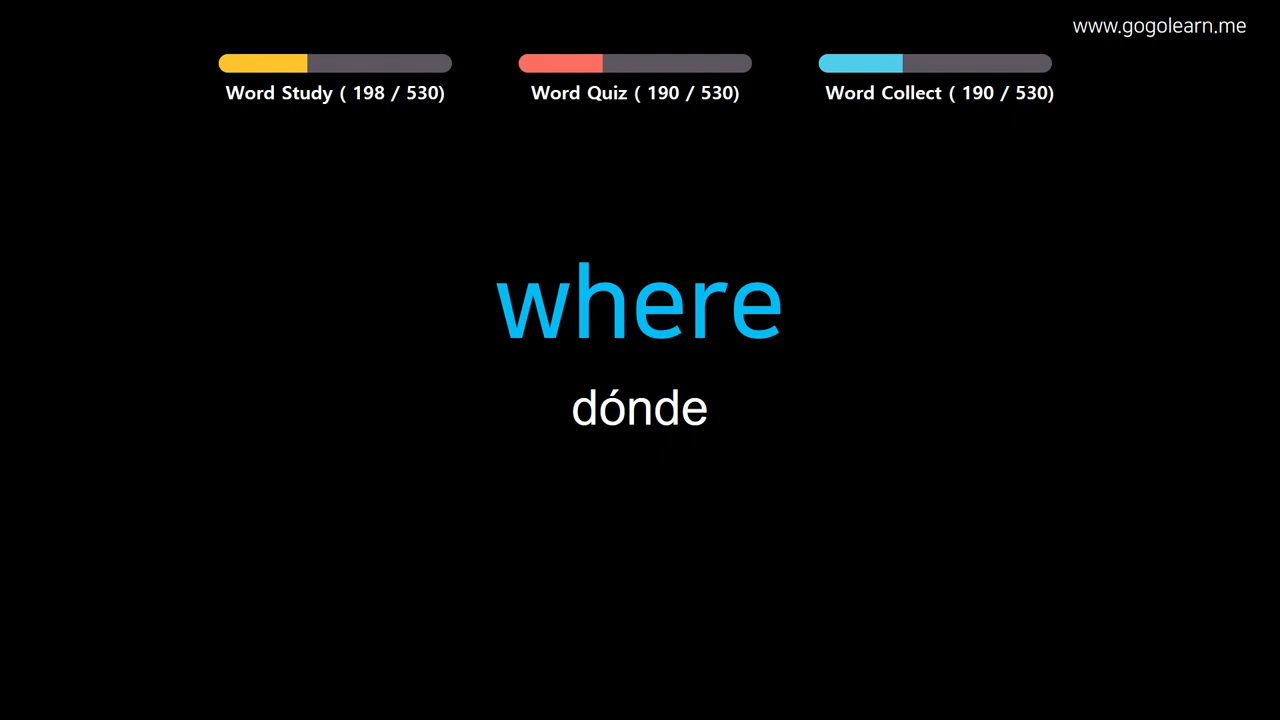 www.gogolearn.me
Word Study ( 198 / 530)
Word Quiz ( 190 / 530)
Word Collect ( 190 / 530)
where
dónde